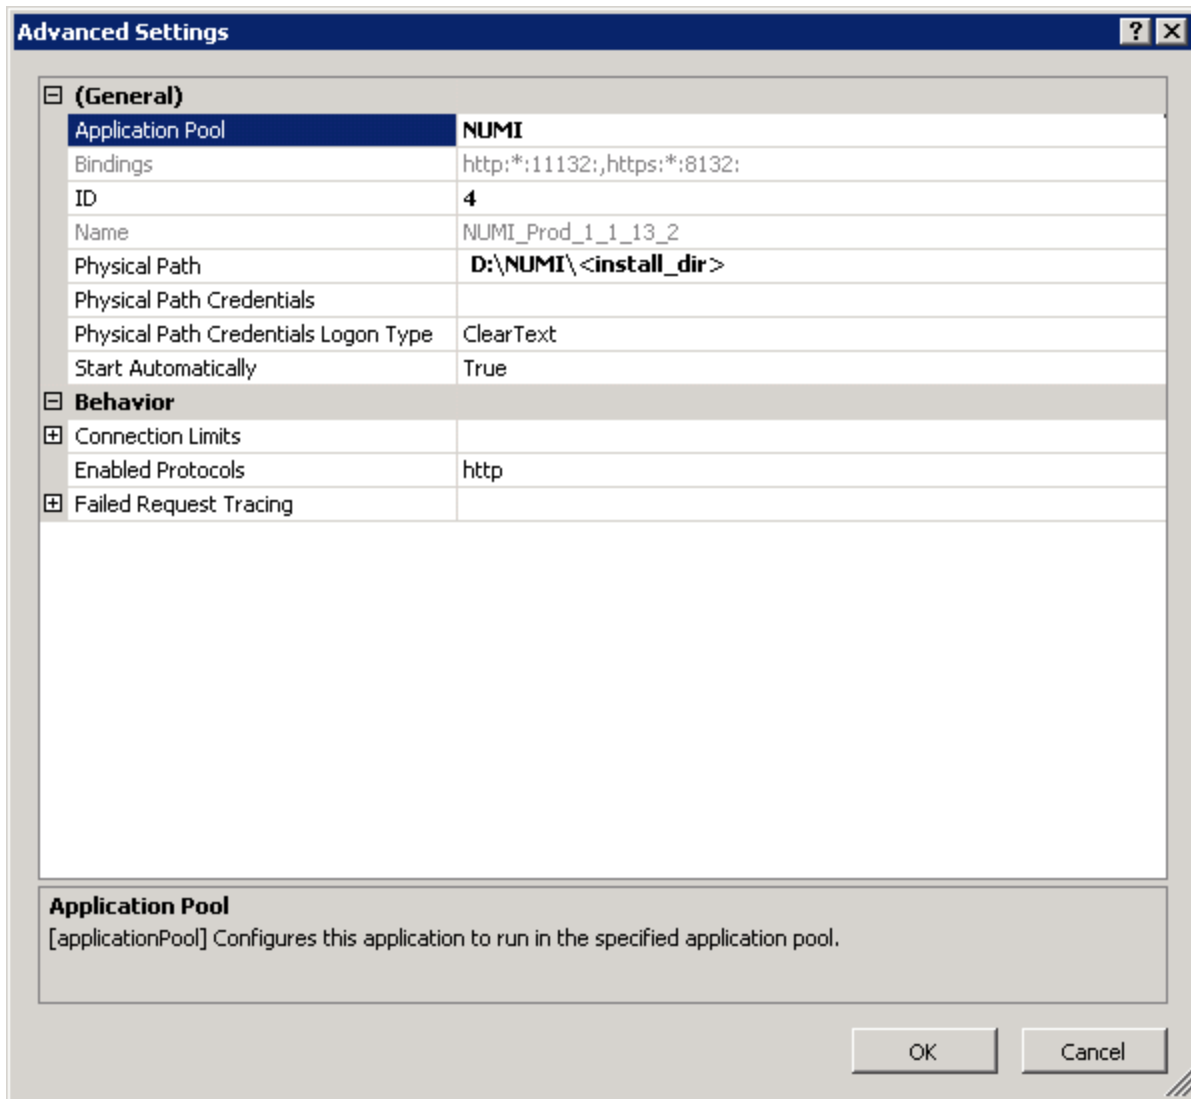 Advanced Settings
(General)
Application Pool NUMI
Bindings http:*:11132:,https:*:8132:
ID 4
Name NUMI_Prod_1_1_13_2
Physical Path D:\NUMI\<install_dir>
Physical Path Credentials
Physical Path Credentials Logon Type ClearText
Start Automatically True
Behavior
Connection Limits
Enabled Protocols http
Failed Request Tracing
Application Pool
[applicationPool] Configures this application to run in the specified application pool.
OK Cancel